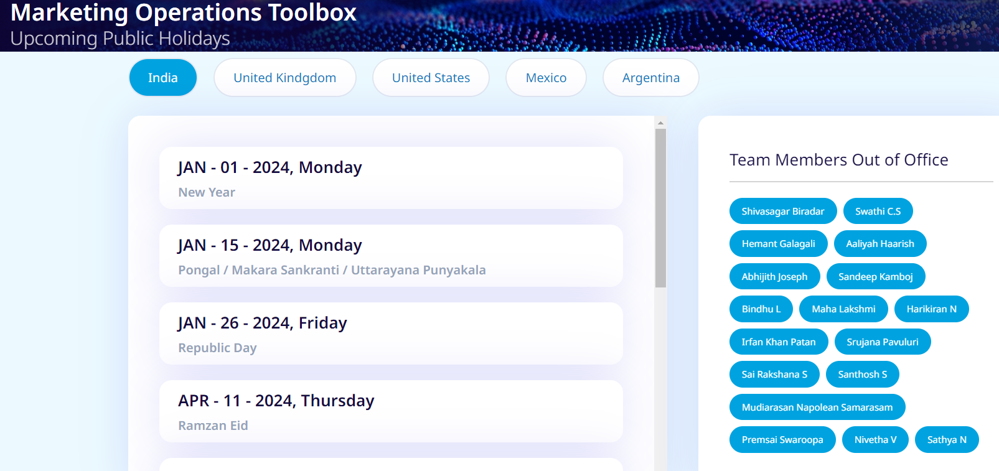 Marketing Operations Toolbox
Upcoming Public Holidays
India
United Kindgdom
United States
Mexico
Argentina
JAN - 01 - 2024, Monday
New Year
JAN - 15 - 2024, Monday
Pongal / Makara Sankranti / Uttarayana Punyakala
JAN - 26 - 2024, Friday
Republic Day
APR - 11 - 2024, Thursday
Ramzan Eid
Team Members Out of Office
Shivasagar Biradar
Swathi C.S
Hemant Galagali
Aaliyah Haarish
Abhijith Joseph
Sandeep Kamboj
Bindhu L
Maha Lakshmi
Harikiran N
Irfan Khan Patan
Srujana Pavuluri
Sai Rakshana S
Santhosh S
Mudiarasan Napolean Samarasam
Premsai Swaroopa
Nivetha V
Sathya N